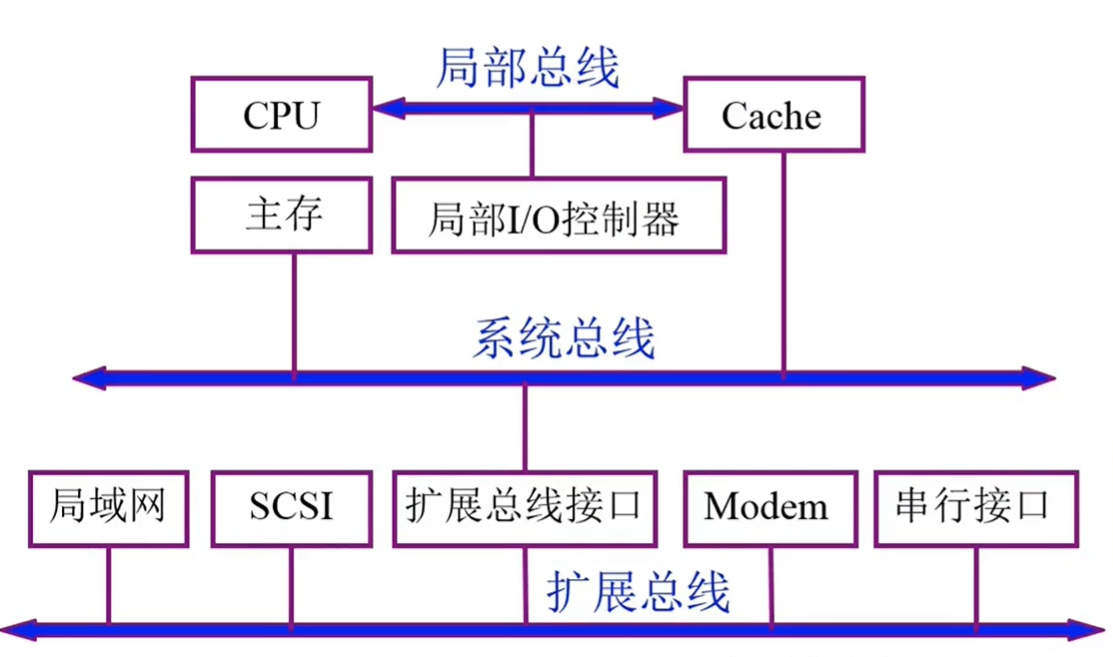 局部总线
CPU
Cache
主存
局部I/O控制器
系统总线
局域网
SCSI
扩展总线接口
Modem
串行接口
扩展总线